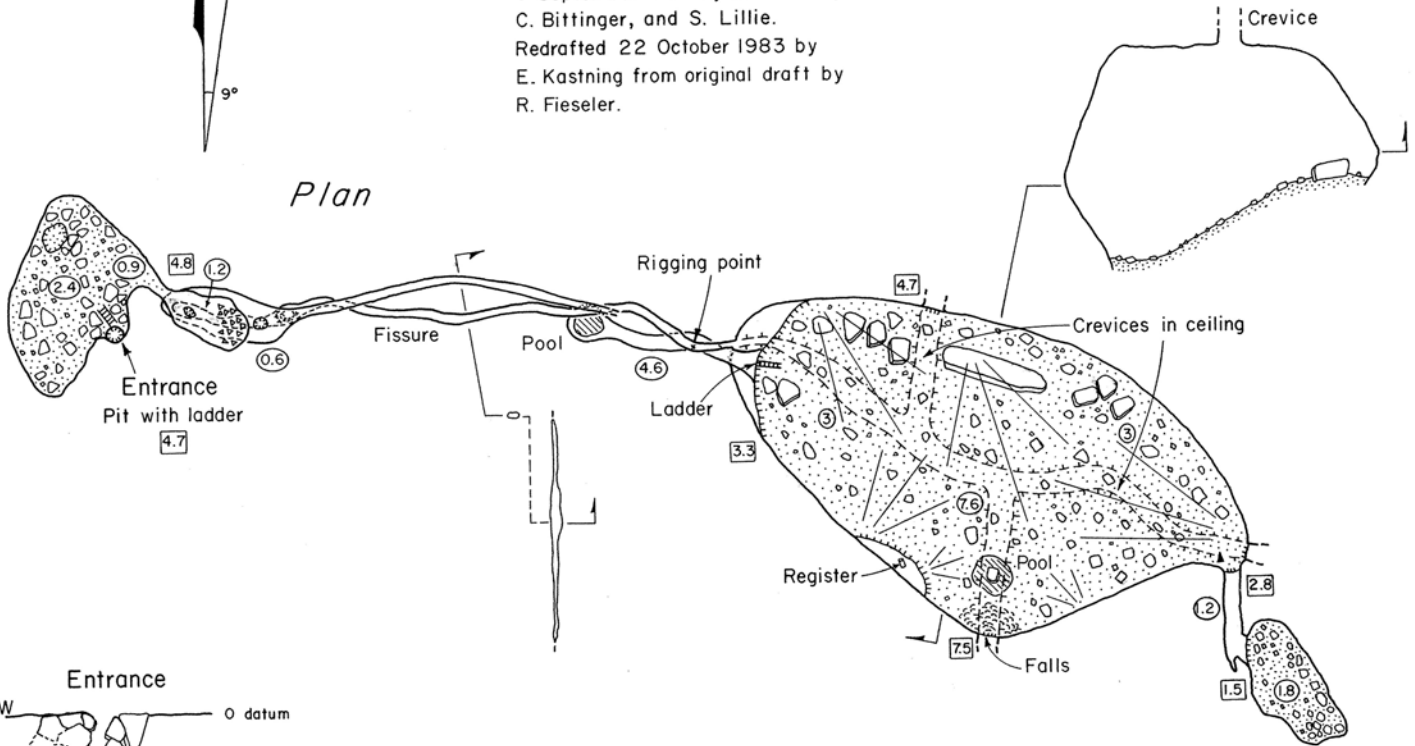 C. Bittinger, and S. Lillie.
Redrafted 22 October 1983 by
E. Kastning from original draft by
R. Fieseler.
Crevice
9°
Plan
Rigging point
4.8
1.2
0.9
2.4
4.7
Crevices in ceiling
Fissure
Pool
0.6
4.6
Entrance
Pit with ladder
4.7
Ladder
3
3
3.3
7.6
Pool
Register
2.8
1.2
7.5
Falls
1.5
1.8
Entrance
W
0 datum